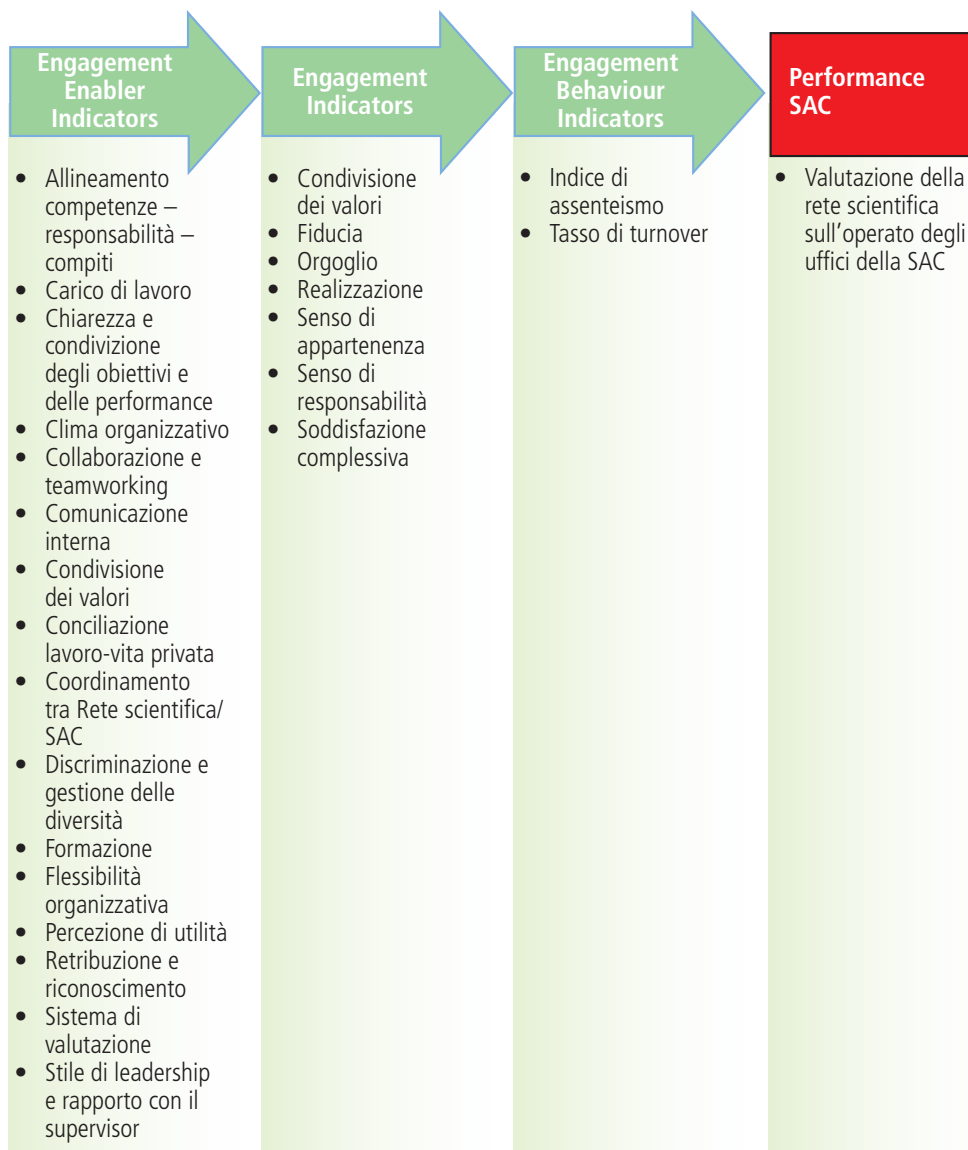 Engagement
Enabler
Indicators
• Allineamento
competenze –
responsabilità –
compiti
• Carico di lavoro
• Chiarezza e
condivizione
degli obiettivi e
delle performance
• Clima organizzativo
• Collaborazione e
teamworking
• Comunicazione
interna
• Condivisione
dei valori
• Conciliazione
lavoro-vita privata
• Coordinamento
tra Rete scientifica/
SAC
• Discriminazione e
gestione delle
diversità
• Formazione
• Flessibilità
organizzativa
• Percezione di utilità
• Retribuzione e
riconoscimento
• Sistema di
valutazione
• Stile di leadership
e rapporto con il
supervisor
Engagement
Indicators
• Condivisione
dei valori
• Fiducia
• Orgoglio
• Realizzazione
• Senso di
appartenenza
• Senso di
responsabilità
• Soddisfazione
complessiva
Engagement
Behaviour
Indicators
• Indice di
assenteismo
• Tasso di turnover
Performance
SAC
• Valutazione della
rete scientifica
sull’operato degli
uffici della SAC